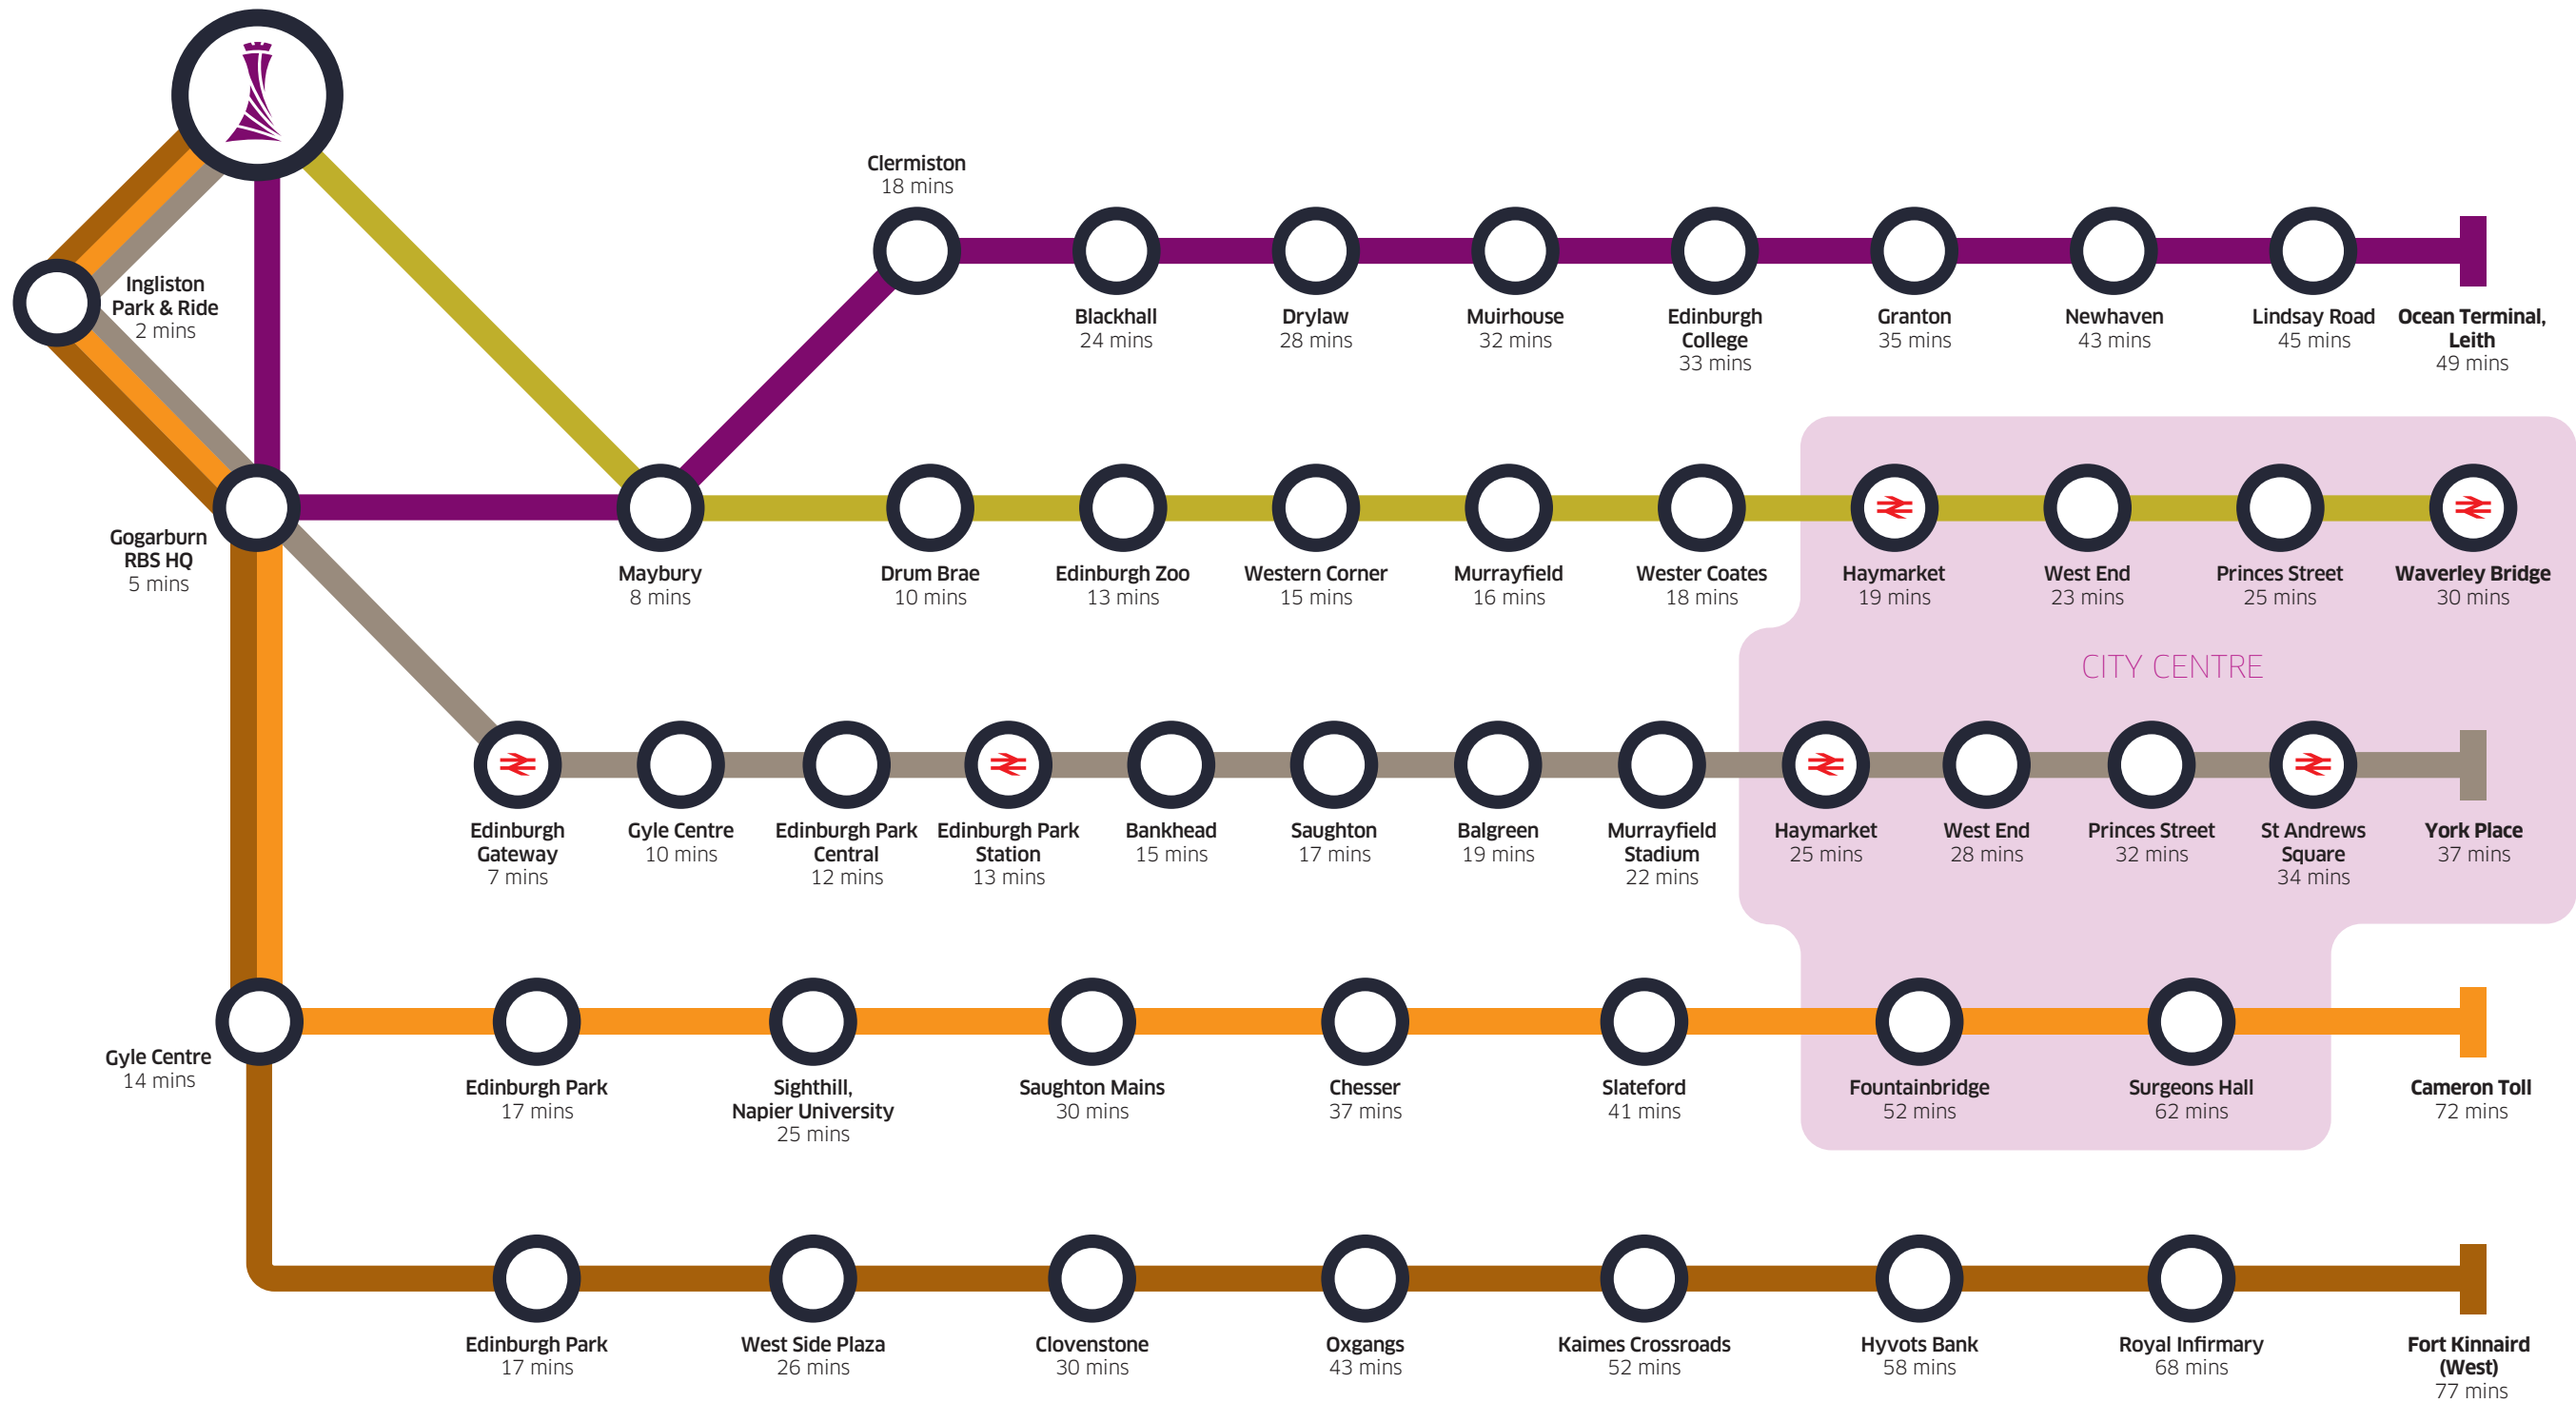 Clermiston
18 mins
Ingliston
Park & Ride
2 mins
Blackhall
24 mins
Drylaw
28 mins
Muirhouse
32 mins
Edinburgh
College
33 mins
Granton
35 mins
Newhaven
43 mins
Lindsay Road
45 mins
Ocean Terminal,
Leith
49 mins
Gogarburn
RBS HQ
5 mins
Maybury
8 mins
Drum Brae
10 mins
Edinburgh Zoo
13 mins
Western Corner
15 mins
Murrayfield
16 mins
Wester Coates
18 mins
Haymarket
19 mins
West End
23 mins
Princes Street
25 mins
Waverley Bridge
30 mins
CITY CENTRE
Edinburgh
Gateway
7 mins
Gyle Centre
10 mins
Edinburgh Park
Central
12 mins
Edinburgh Park
Station
13 mins
Bankhead
15 mins
Saughton
17 mins
Balgreen
19 mins
Murrayfield
Stadium
22 mins
Haymarket
25 mins
West End
28 mins
Princes Street
32 mins
St Andrews
Square
34 mins
York Place
37 mins
Gyle Centre
14 mins
Edinburgh Park
17 mins
Sighthill,
Napier University
25 mins
Saughton Mains
30 mins
Chesser
37 mins
Slateford
41 mins
Fountainbridge
52 mins
Surgeons Hall
62 mins
Cameron Toll
72 mins
Edinburgh Park
17 mins
West Side Plaza
26 mins
Clovenstone
30 mins
Oxgangs
43 mins
Kaimes Crossroads
52 mins
Hyvots Bank
58 mins
Royal Infirmary
68 mins
Fort Kinnaird
(West)
77 mins